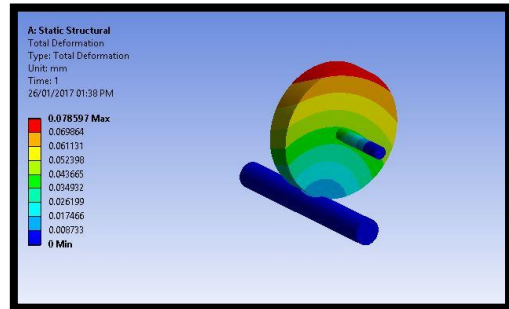 A: Static Structural
Total Deformation
Type: Total Deformation
Unit: mm
Time: 1
26/01/2017 01:38 PM
0.078597 Max
0.069864
0.061131
0.052398
0.043665
0.034932
0.026199
0.017466
0.008733
0 Min